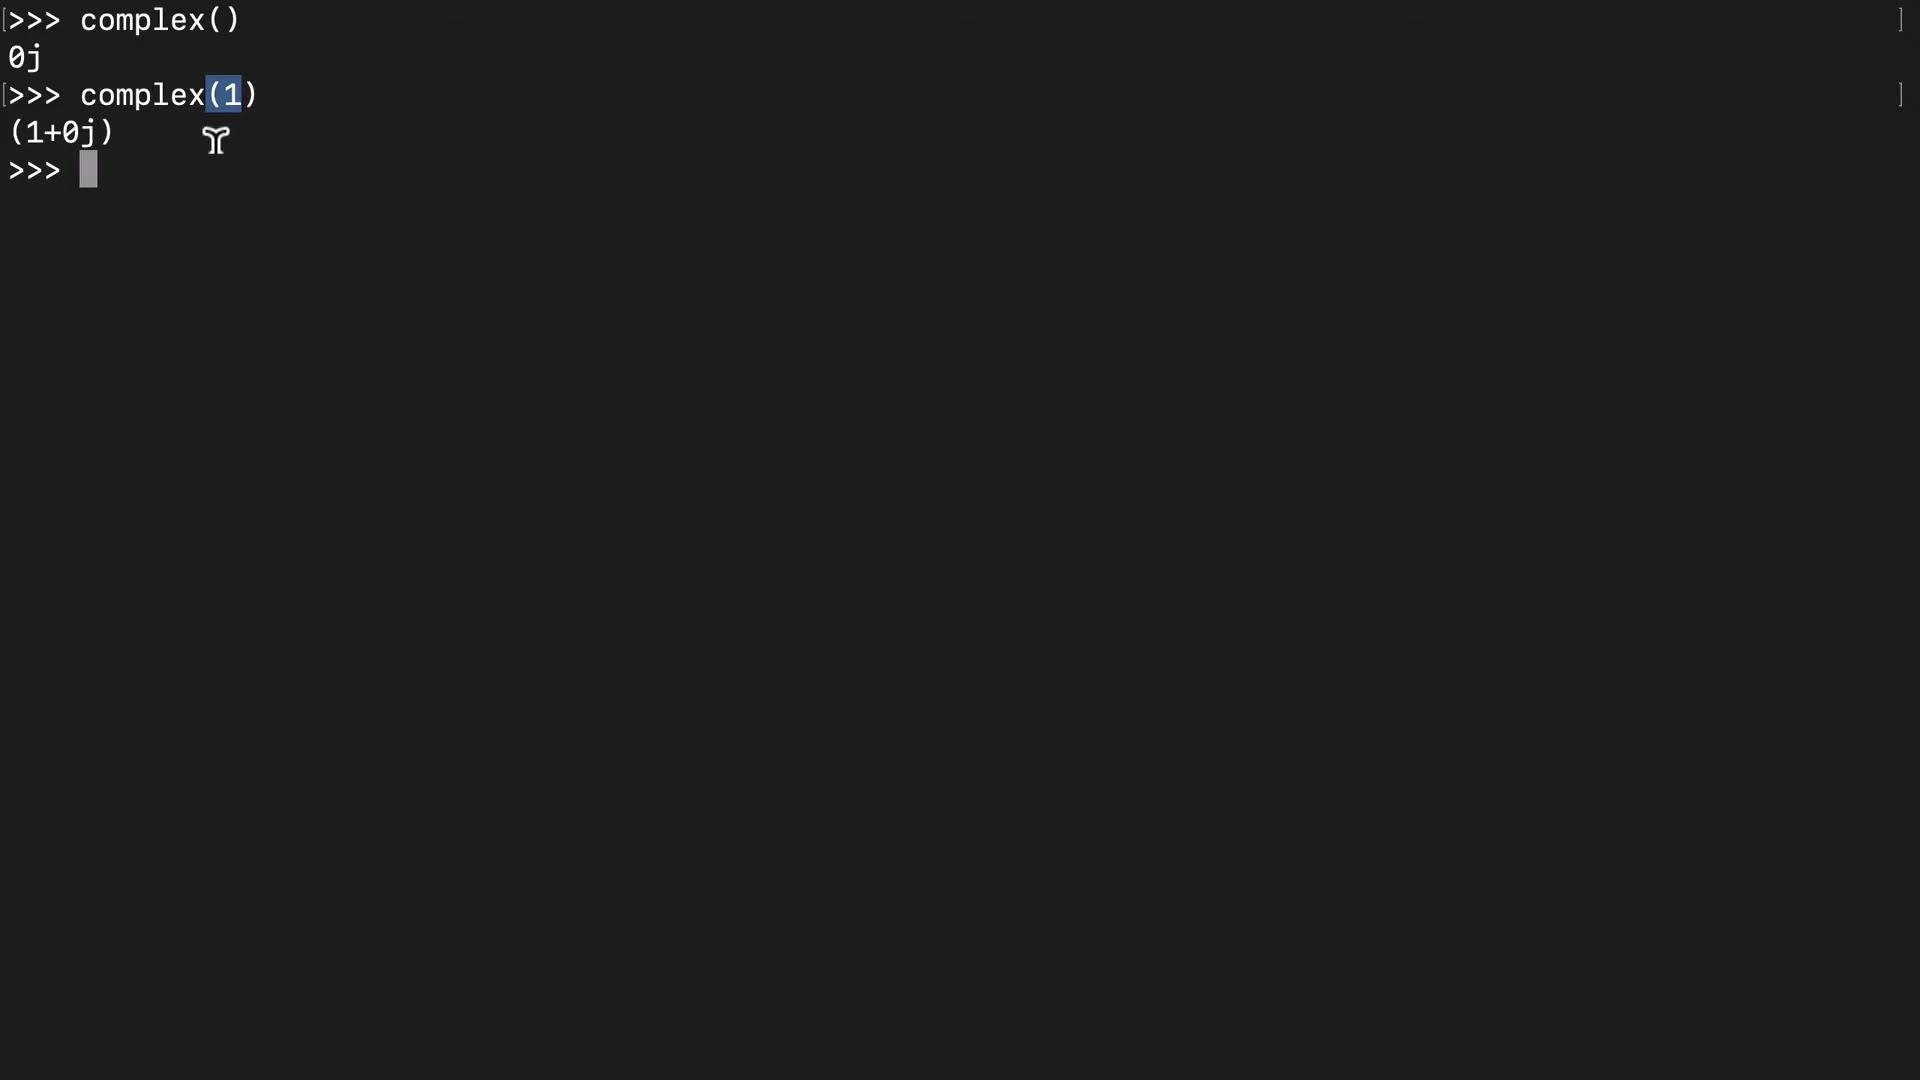 [>>> complex() ]
0j
[>>> complex(1) ]
(1+0j)
>>>